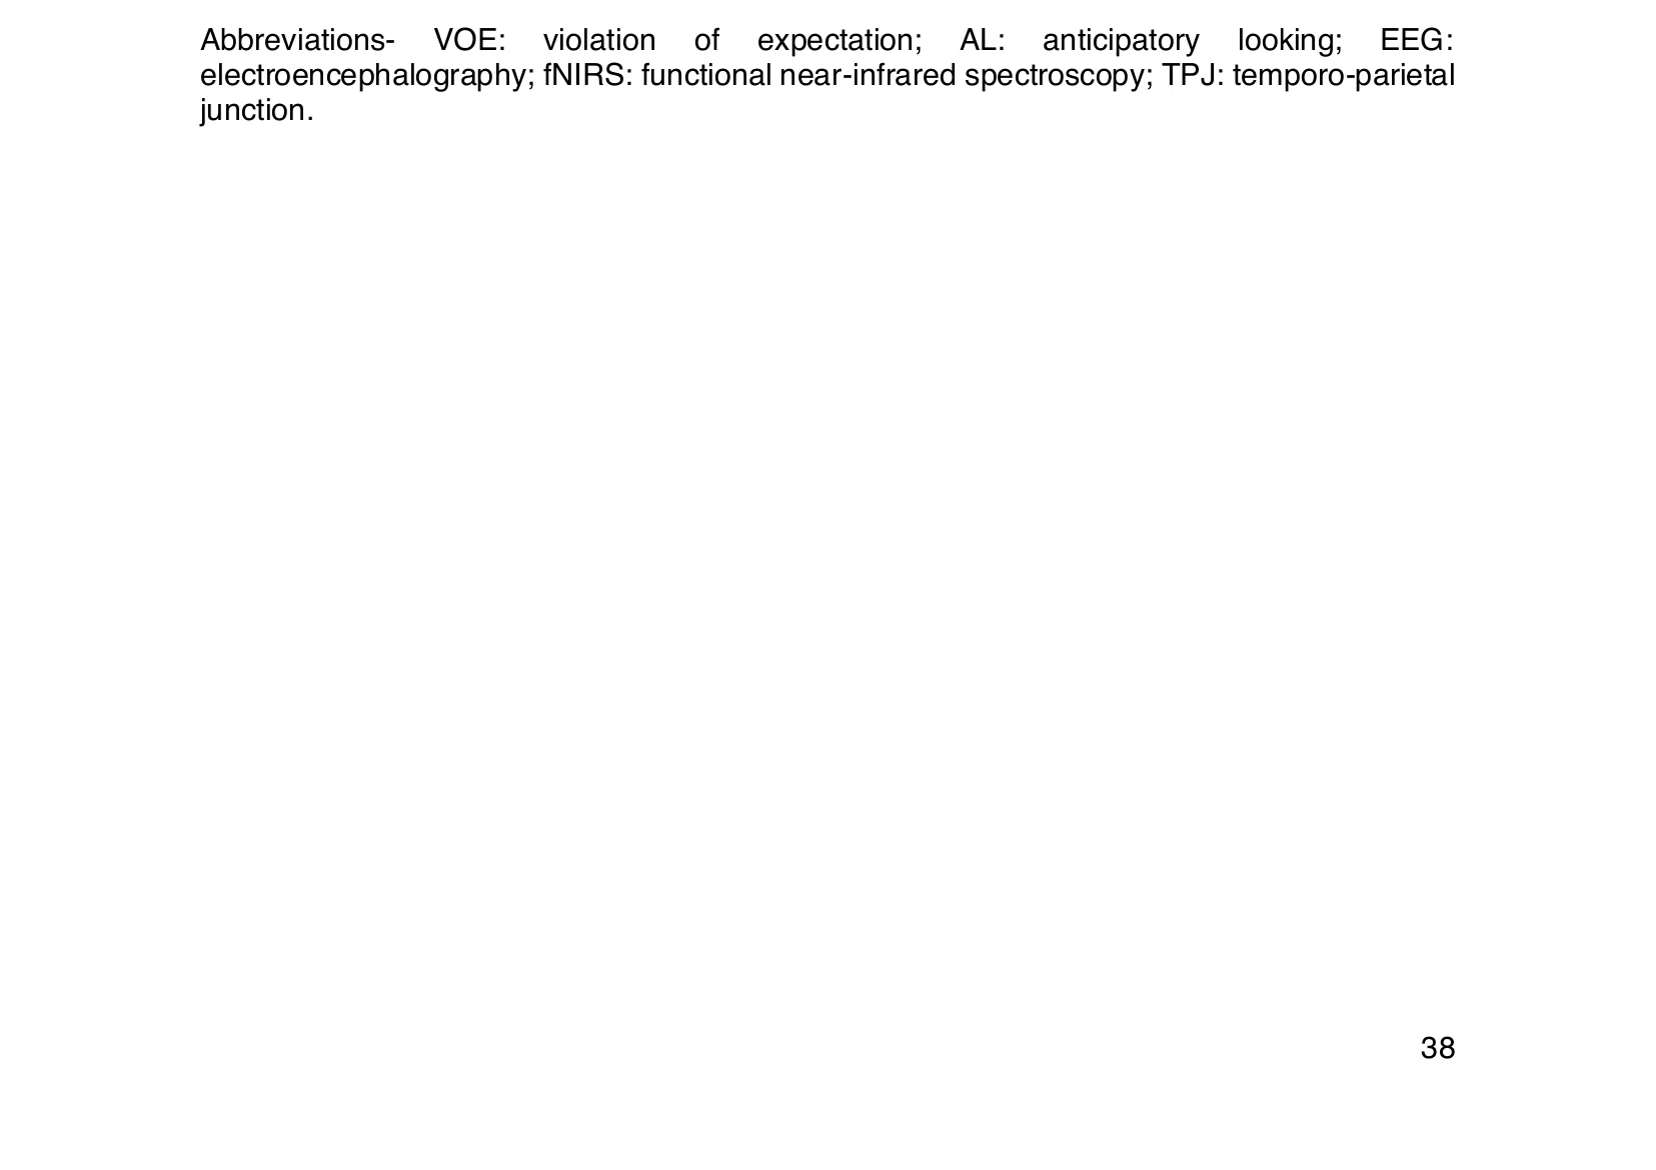 Abbreviations- VOE: violation of expectation; AL: anticipatory looking; EEG:
electroencephalography; fNIRS: functional near-infrared spectroscopy; TPJ: temporo-parietal
junction.
38